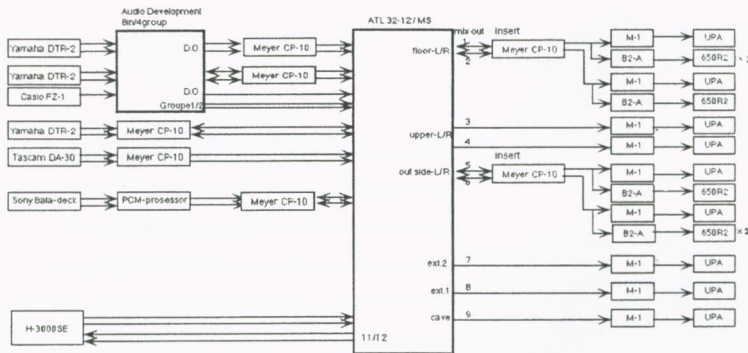 Audio Development
Bin/4group
ATL 32-12 / MS
mix out
insert
Yamaha DTR-2
D.O
Meyer CP-10
floor-L/R
1
2
Meyer CP-10
M-1
UPA
B2-A
650R2
Yamaha DTR-2
Meyer CP-10
Casio FZ-1
D.O
Groupe1/2
M-1
UPA
B2-A
650R2
Yamaha DTR-2
Meyer CP-10
upper-L/R
3
M-1
UPA
4
M-1
UPA
Tascam DA-30
Meyer CP-10
insert
out side-L/R
5
6
Meyer CP-10
M-1
UPA
B2-A
650R2
Sony Bata-deck
PCM-prosessor
Meyer CP-10
M-1
UPA
B2-A
650R2
× 2
ext.2
7
M-1
UPA
ext.1
8
M-1
UPA
cave
9
M-1
UPA
H-3000SE
11/12